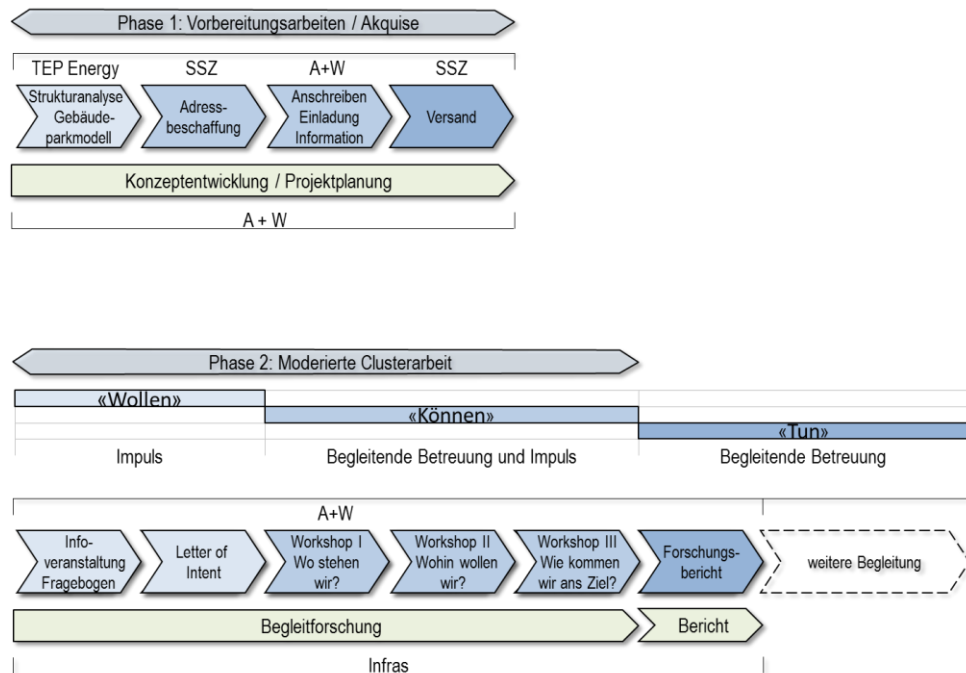 Phase 1: Vorbereitungsarbeiten / Akquise
TEP Energy
SSZ
A+W
SSZ
Strukturanalyse
Gebäude-
parkmodell
Adress-
beschaffung
Anschreiben
Einladung
Information
Versand
Konzeptentwicklung / Projektplanung
A + W
Phase 2: Moderierte Clusterarbeit
«Wollen»
«Können»
«Tun»
Impuls
Begleitende Betreuung und Impuls
Begleitende Betreuung
A+W
Info-
veranstaltung
Fragebogen
Letter of
Intent
Workshop I
Wo stehen
wir?
Workshop II
Wohin wollen
wir?
Workshop III
Wie kommen
wir ans Ziel?
Forschungs-
bericht
weitere Begleitung
Begleitforschung
Bericht
Infras